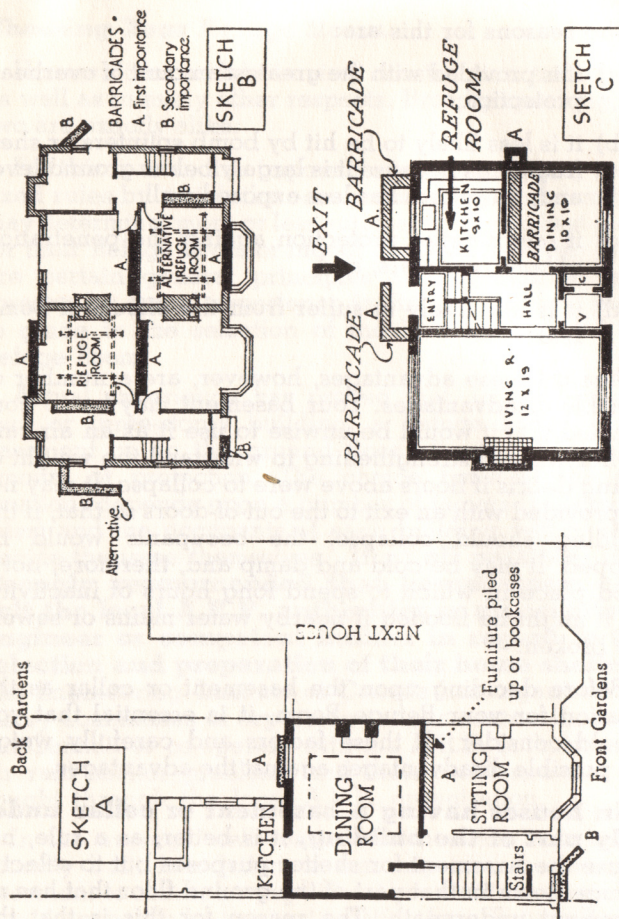 Back Gardens
SKETCH
A
KITCHEN
A
DINING
ROOM
NEXT HOUSE
Furniture piled
up or bookcases
SITTING
ROOM
Stairs
B
Front Gardens
BARRICADES •
A. First importance
B. Secondary
importance
SKETCH
B
B
A
A
REFUGE
ROOM
B
A
ALTERNATIVE
REFUGE
ROOM
B
A
B
B
Alternative
EXIT
BARRICADE
BARRICADE
A.
A.
REFUGE
ROOM
ENTRY
KITCHEN
9 × 10
LIVING R.
12 × 19
HALL
BARRICADE
DINING
10 × 19
A
C
SKETCH
C